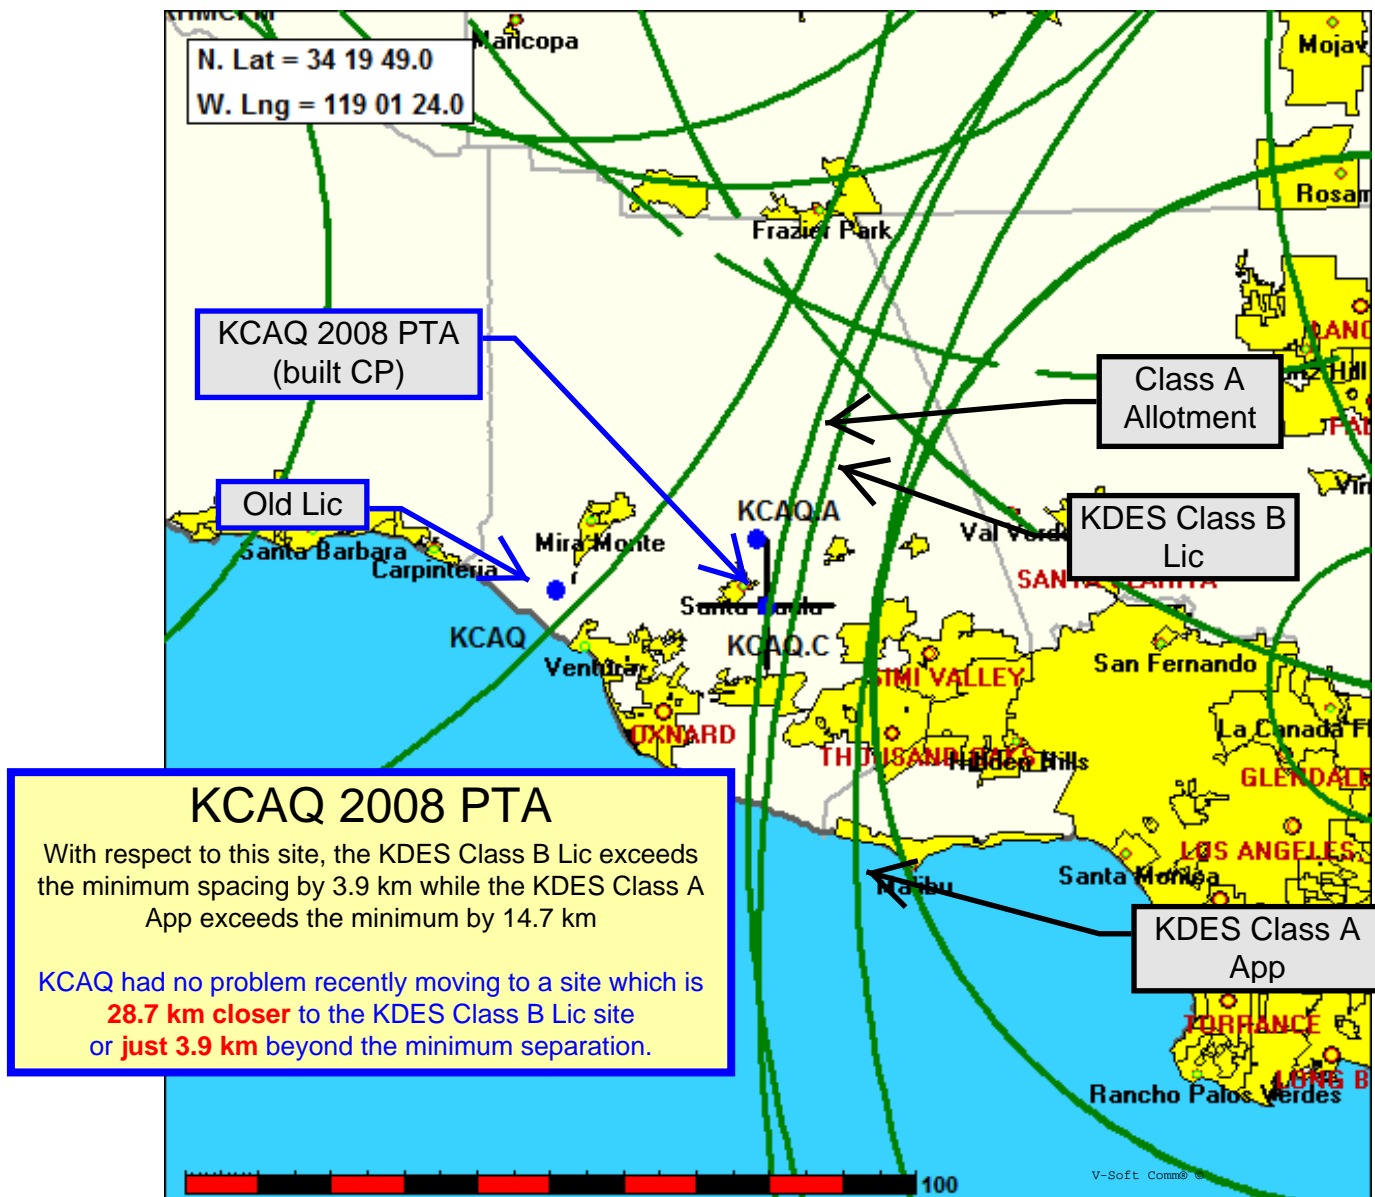 Maricopa
Mojav
N. Lat = 34 19 49.0
W. Lng = 119 01 24.0
Rosam
Frazier Park
KCAQ 2008 PTA
(built CP)
LANC
Class A
Allotment
Old Lic
KCAQ.A
Val Verde
KDES Class B
Lic
Santa Barbara
Carpinteria
Mira Monte
Santa Paula
KCAQ
KCAQ.C
Ventura
SIMI VALLEY
San Fernando
OXNARD
THOUSAND OAKS
Hidden Hills
La Canada Fl
GLENDALE
KCAQ 2008 PTA
With respect to this site, the KDES Class B Lic exceeds
the minimum spacing by 3.9 km while the KDES Class A
App exceeds the minimum by 14.7 km
KCAQ had no problem recently moving to a site which is
28.7 km closer to the KDES Class B Lic site
or just 3.9 km beyond the minimum separation.
LOS ANGELES
Santa Monica
Malibu
KDES Class A
App
TORRANCE
LONG B
Rancho Palos Verdes
100
V-Soft Comm® ©